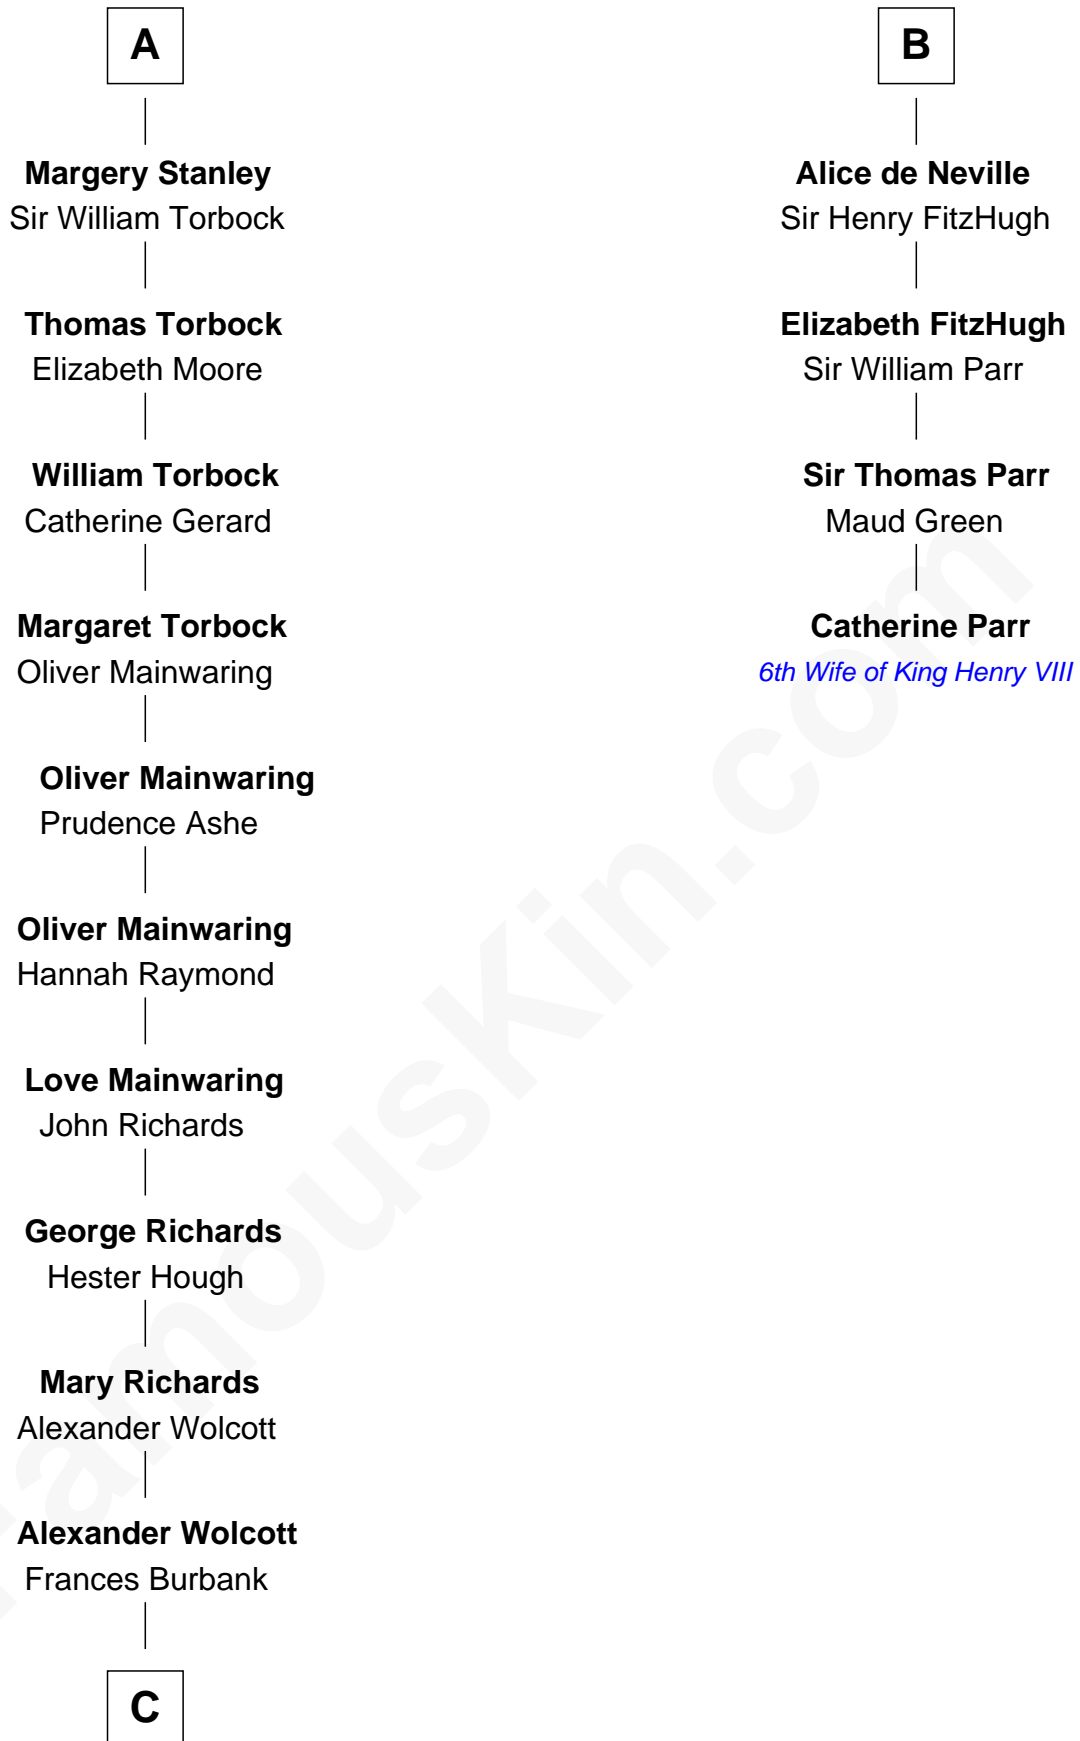 A
Margery Stanley
Sir William Torbock
Thomas Torbock
Elizabeth Moore
William Torbock
Catherine Gerard
Margaret Torbock
Oliver Mainwaring
Oliver Mainwaring
Prudence Ashe
Oliver Mainwaring
Hannah Raymond
Love Mainwaring
John Richards
George Richards
Hester Hough
Mary Richards
Alexander Wolcott
Alexander Wolcott
Frances Burbank
C
B
Alice de Neville
Sir Henry FitzHugh
Elizabeth FitzHugh
Sir William Parr
Sir Thomas Parr
Maud Green
Catherine Parr
6th Wife of King Henry VIII
FamousKin.com